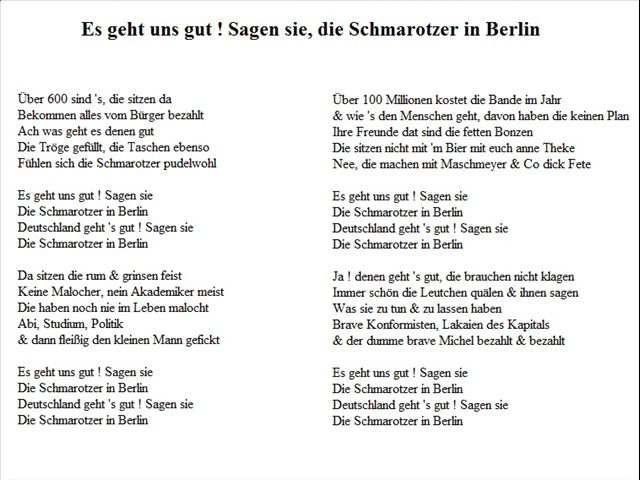 Es geht uns gut ! Sagen sie, die Schmarotzer in Berlin
Über 600 sind 's, die sitzen da
Bekommen alles vom Bürger bezahlt
Ach was geht es denen gut
Die Tröge gefüllt, die Taschen ebenso
Fühlen sich die Schmarotzer pudelwohl
Es geht uns gut ! Sagen sie
Die Schmarotzer in Berlin
Deutschland geht 's gut ! Sagen sie
Die Schmarotzer in Berlin
Da sitzen die rum & grinsen feist
Keine Malocher, nein Akademiker meist
Die haben noch nie im Leben malocht
Abi, Studium, Politik
& dann fleißig den kleinen Mann gefickt
Es geht uns gut ! Sagen sie
Die Schmarotzer in Berlin
Deutschland geht 's gut ! Sagen sie
Die Schmarotzer in Berlin
Über 100 Millionen kostet die Bande im Jahr
& wie 's den Menschen geht, davon haben die keinen Plan
Ihre Freunde dat sind die fetten Bonzen
Die sitzen nicht mit 'm Bier mit euch anne Theke
Nee, die machen mit Maschmeyer & Co dick Fete
Es geht uns gut ! Sagen sie
Die Schmarotzer in Berlin
Deutschland geht 's gut ! Sagen sie
Die Schmarotzer in Berlin
Ja ! denen geht 's gut, die brauchen nicht klagen
Immer schön die Leutchen quälen & ihnen sagen
Was sie zu tun & zu lassen haben
Brave Konformisten, Lakaien des Kapitals
& der dumme brave Michel bezahlt & bezahlt
Es geht uns gut ! Sagen sie
Die Schmarotzer in Berlin
Deutschland geht 's gut ! Sagen sie
Die Schmarotzer in Berlin